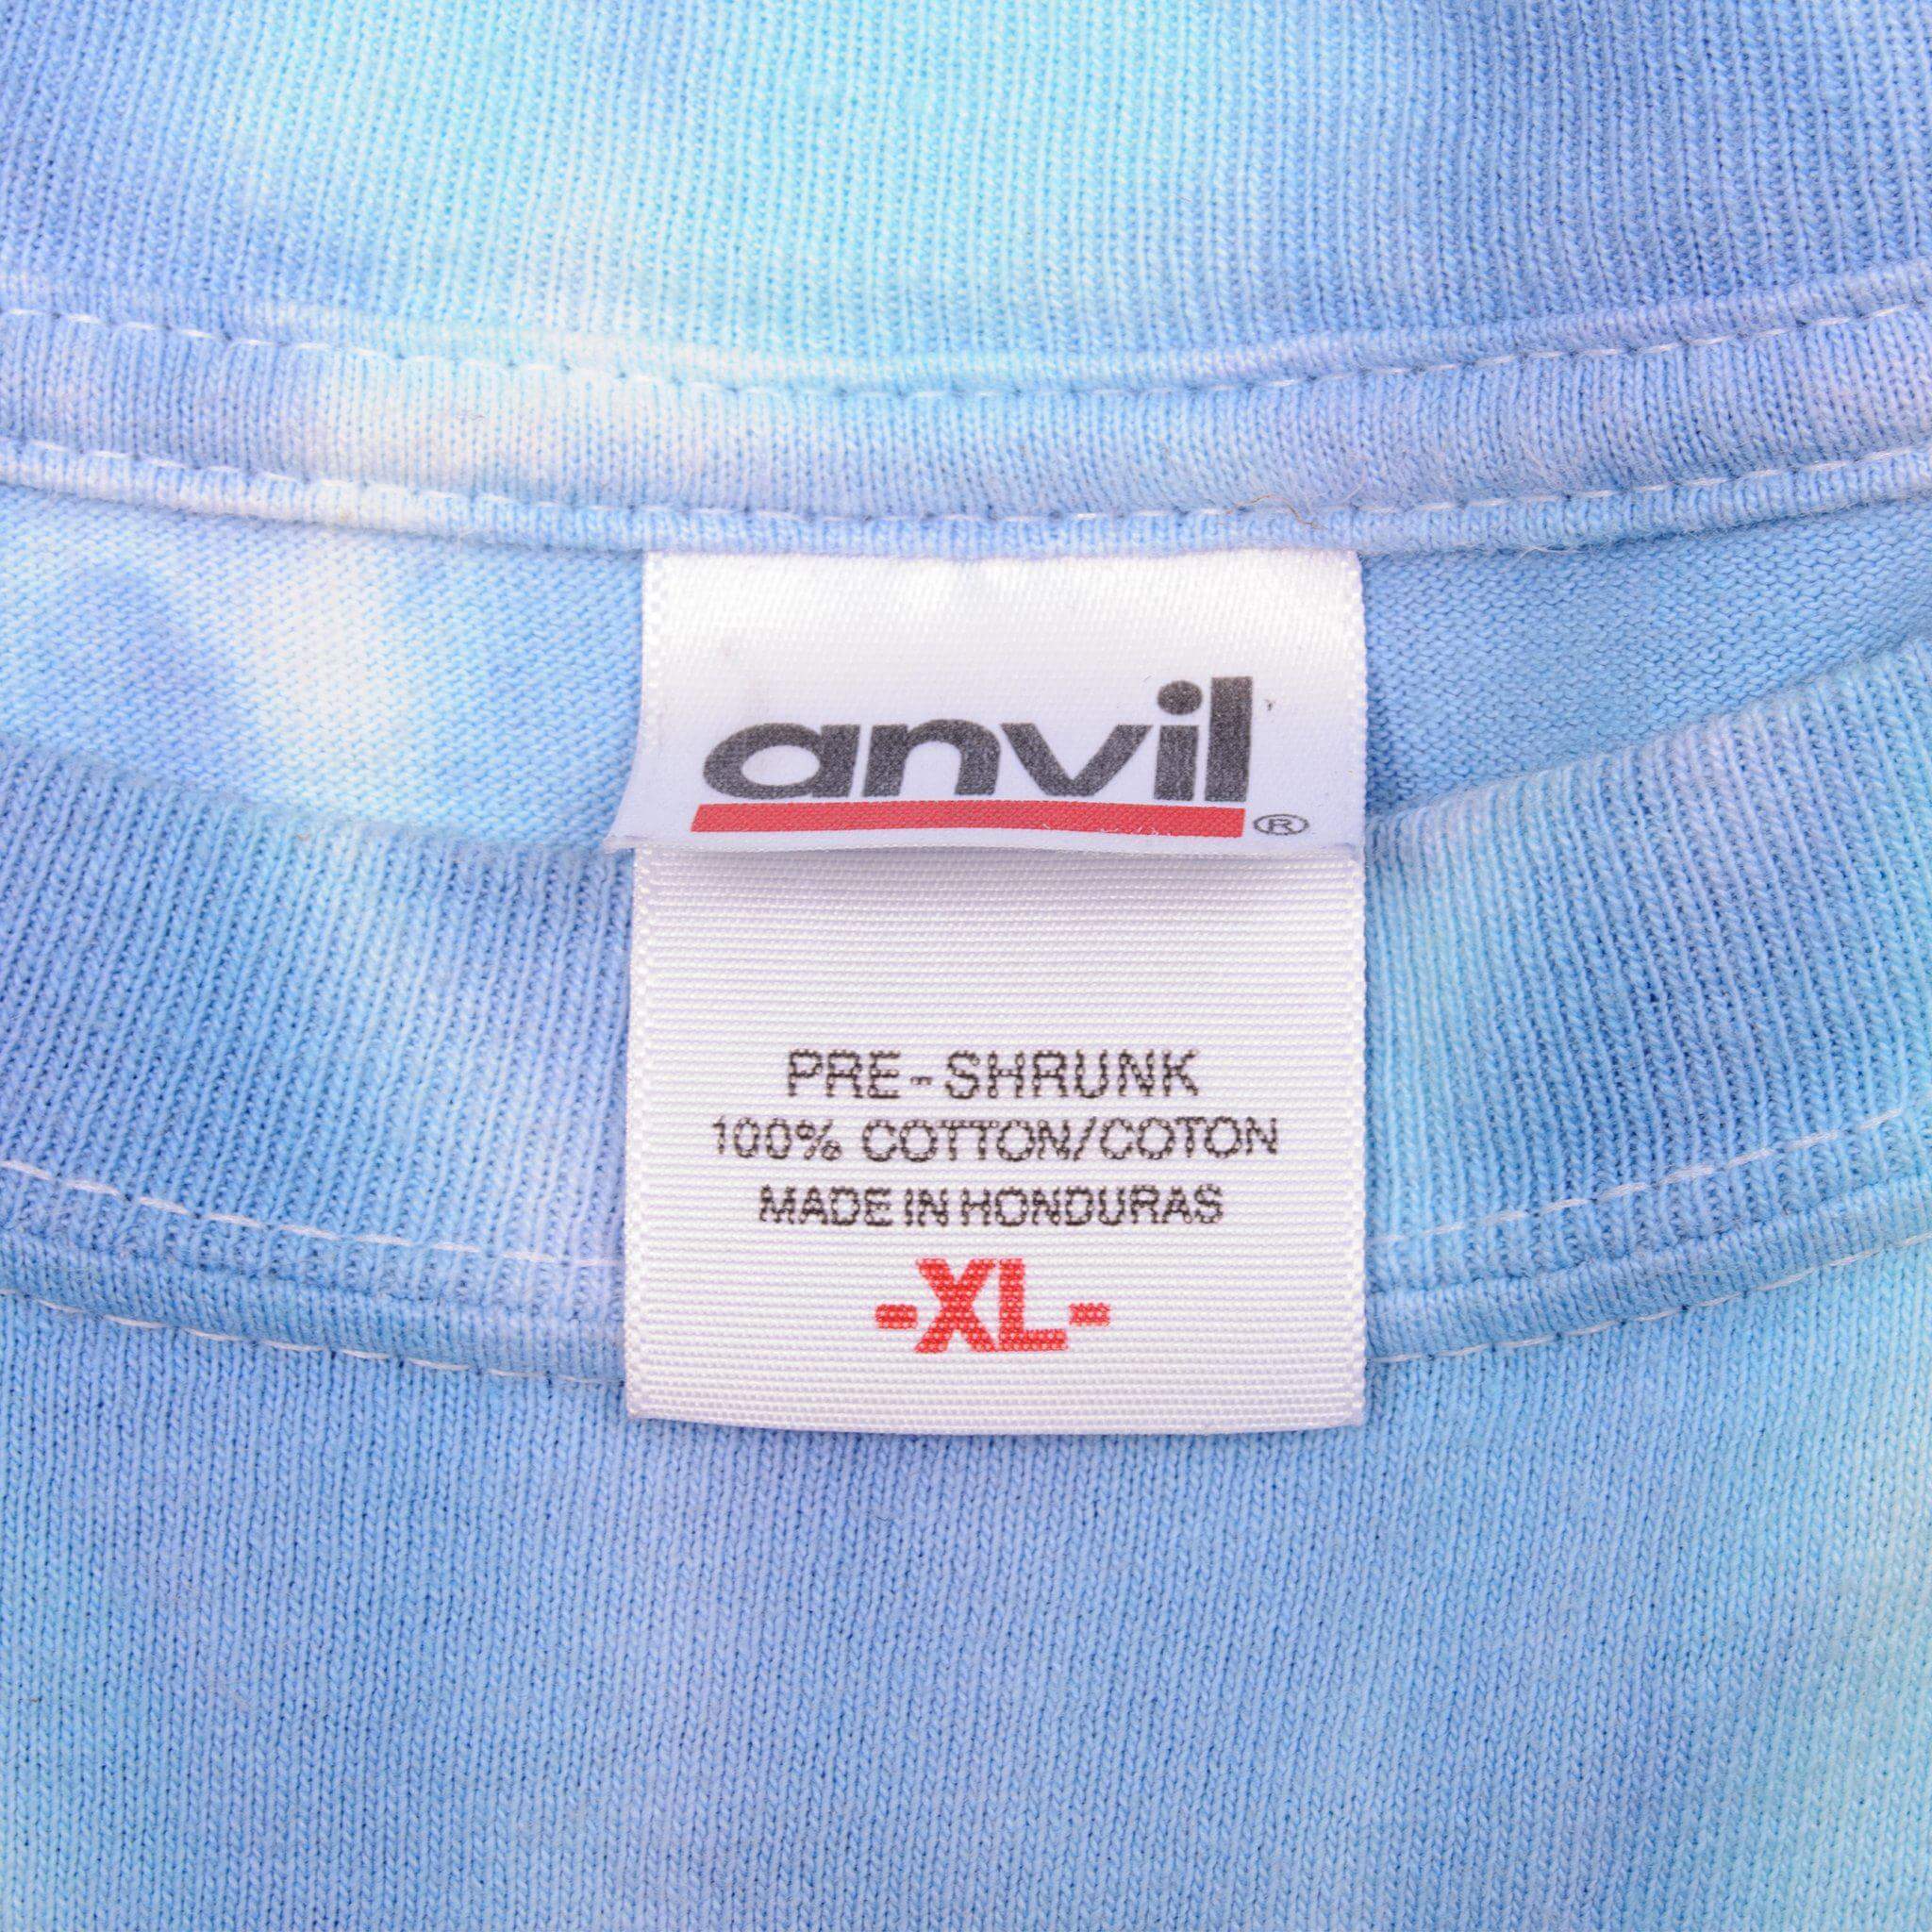 anvil®
PRE-SHRUNK
100% COTTON/COTON
MADE IN HONDURAS
-XL-